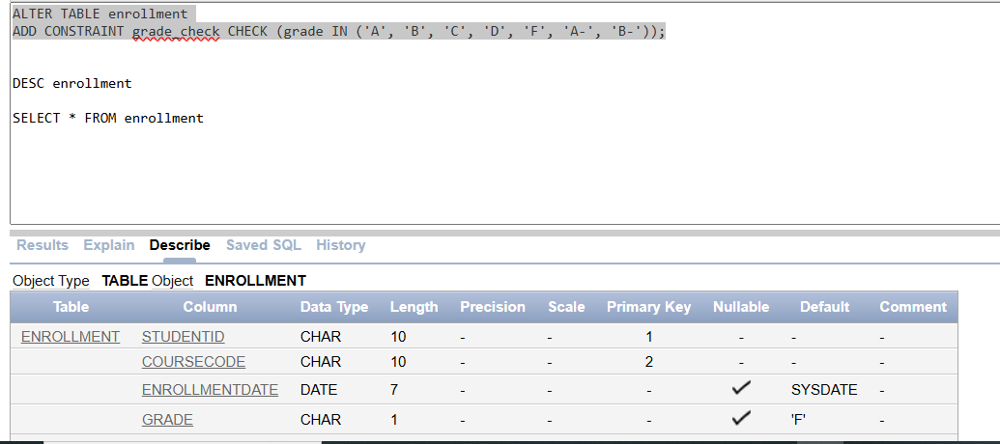 ALTER TABLE enrollment
ADD CONSTRAINT grade_check CHECK (grade IN ('A', 'B', 'C', 'D', 'F', 'A-', 'B-'));
DESC enrollment
SELECT * FROM enrollment
Results Explain Describe Saved SQL History
Object Type TABLE Object ENROLLMENT
Table Column Data Type Length Precision Scale Primary Key Nullable Default Comment
ENROLLMENT STUDENTID CHAR 10 - - 1 - - -
COURSECODE CHAR 10 - - 2 - - -
ENROLLMENTDATE DATE 7 - - - ✓ SYSDATE -
GRADE CHAR 1 - - - ✓ 'F' -